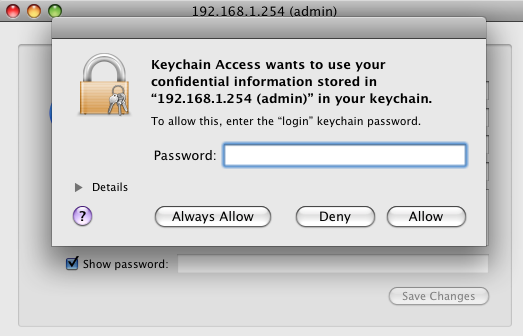 192.168.1.254 (admin)
Keychain Access wants to use your
confidential information stored in
“192.168.1.254 (admin)” in your keychain.
To allow this, enter the “login” keychain password.
Password:
Details
?
Always Allow
Deny
Allow
Show password:
Save Changes